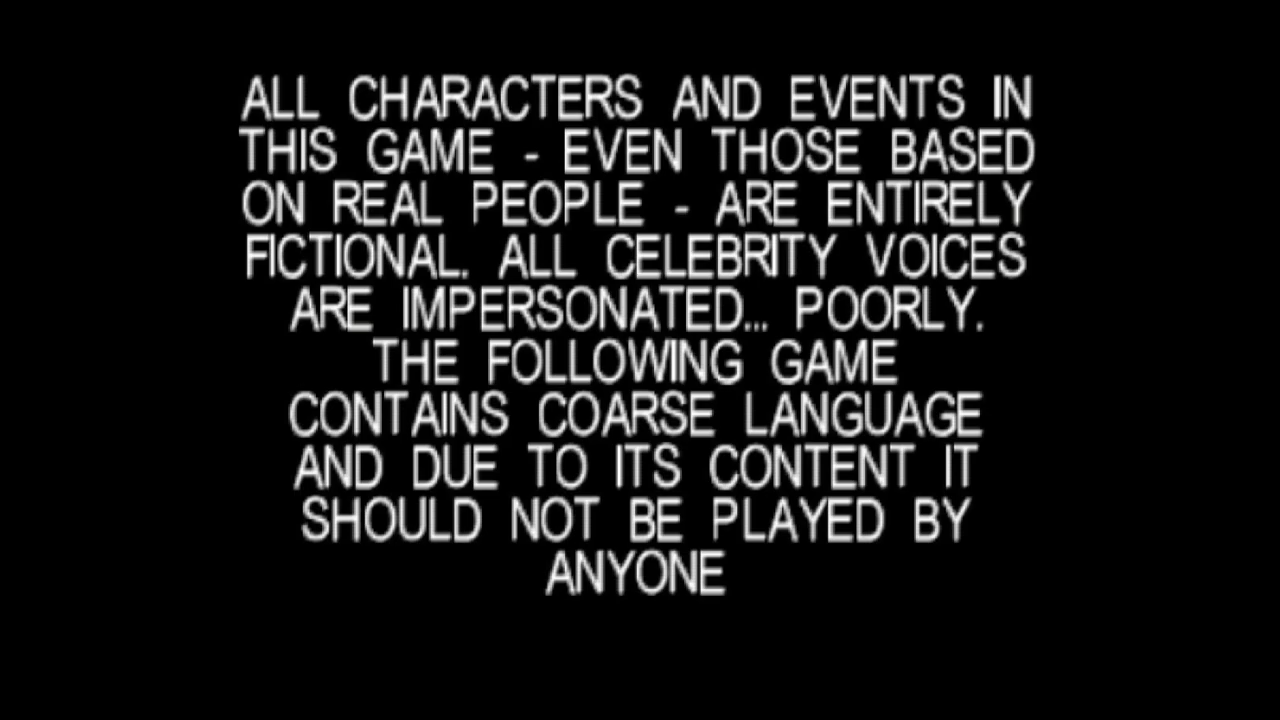 ALL CHARACTERS AND EVENTS IN
THIS GAME - EVEN THOSE BASED
ON REAL PEOPLE - ARE ENTIRELY
FICTIONAL. ALL CELEBRITY VOICES
ARE IMPERSONATED... POORLY.
THE FOLLOWING GAME
CONTAINS COARSE LANGUAGE
AND DUE TO ITS CONTENT IT
SHOULD NOT BE PLAYED BY
ANYONE